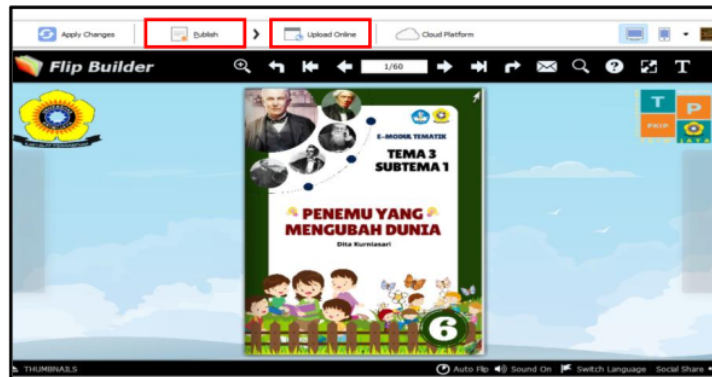 Apply Changes
Publish
Upload Online
Cloud Platform
Flip Builder
1/60
T
T
P
FKIP
E-MODUL TEMATIK
TEMA 3
SUBTEMA 1
PENEMU YANG
MENGUBAH DUNIA
Dita Kurniasari
6
THUMBNAILS
Auto Flip
Sound On
Switch Language
Social Share